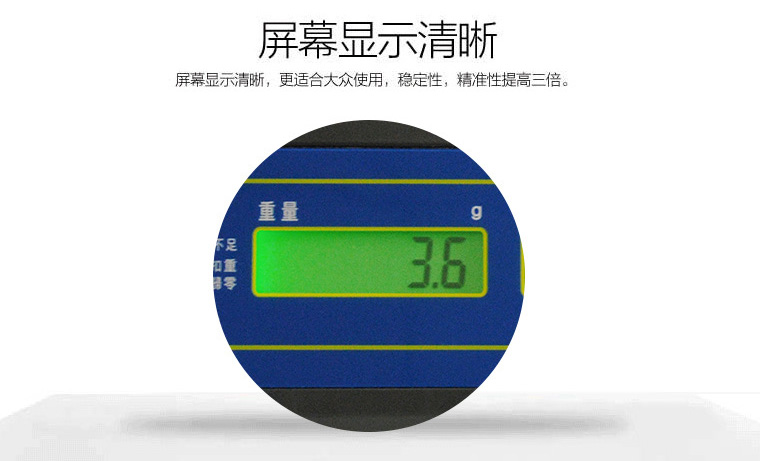 屏幕显示清晰
屏幕显示清晰，更适合大众使用，稳定性，精准性提高三倍。
重量 g
不足
3.6
扣重
零